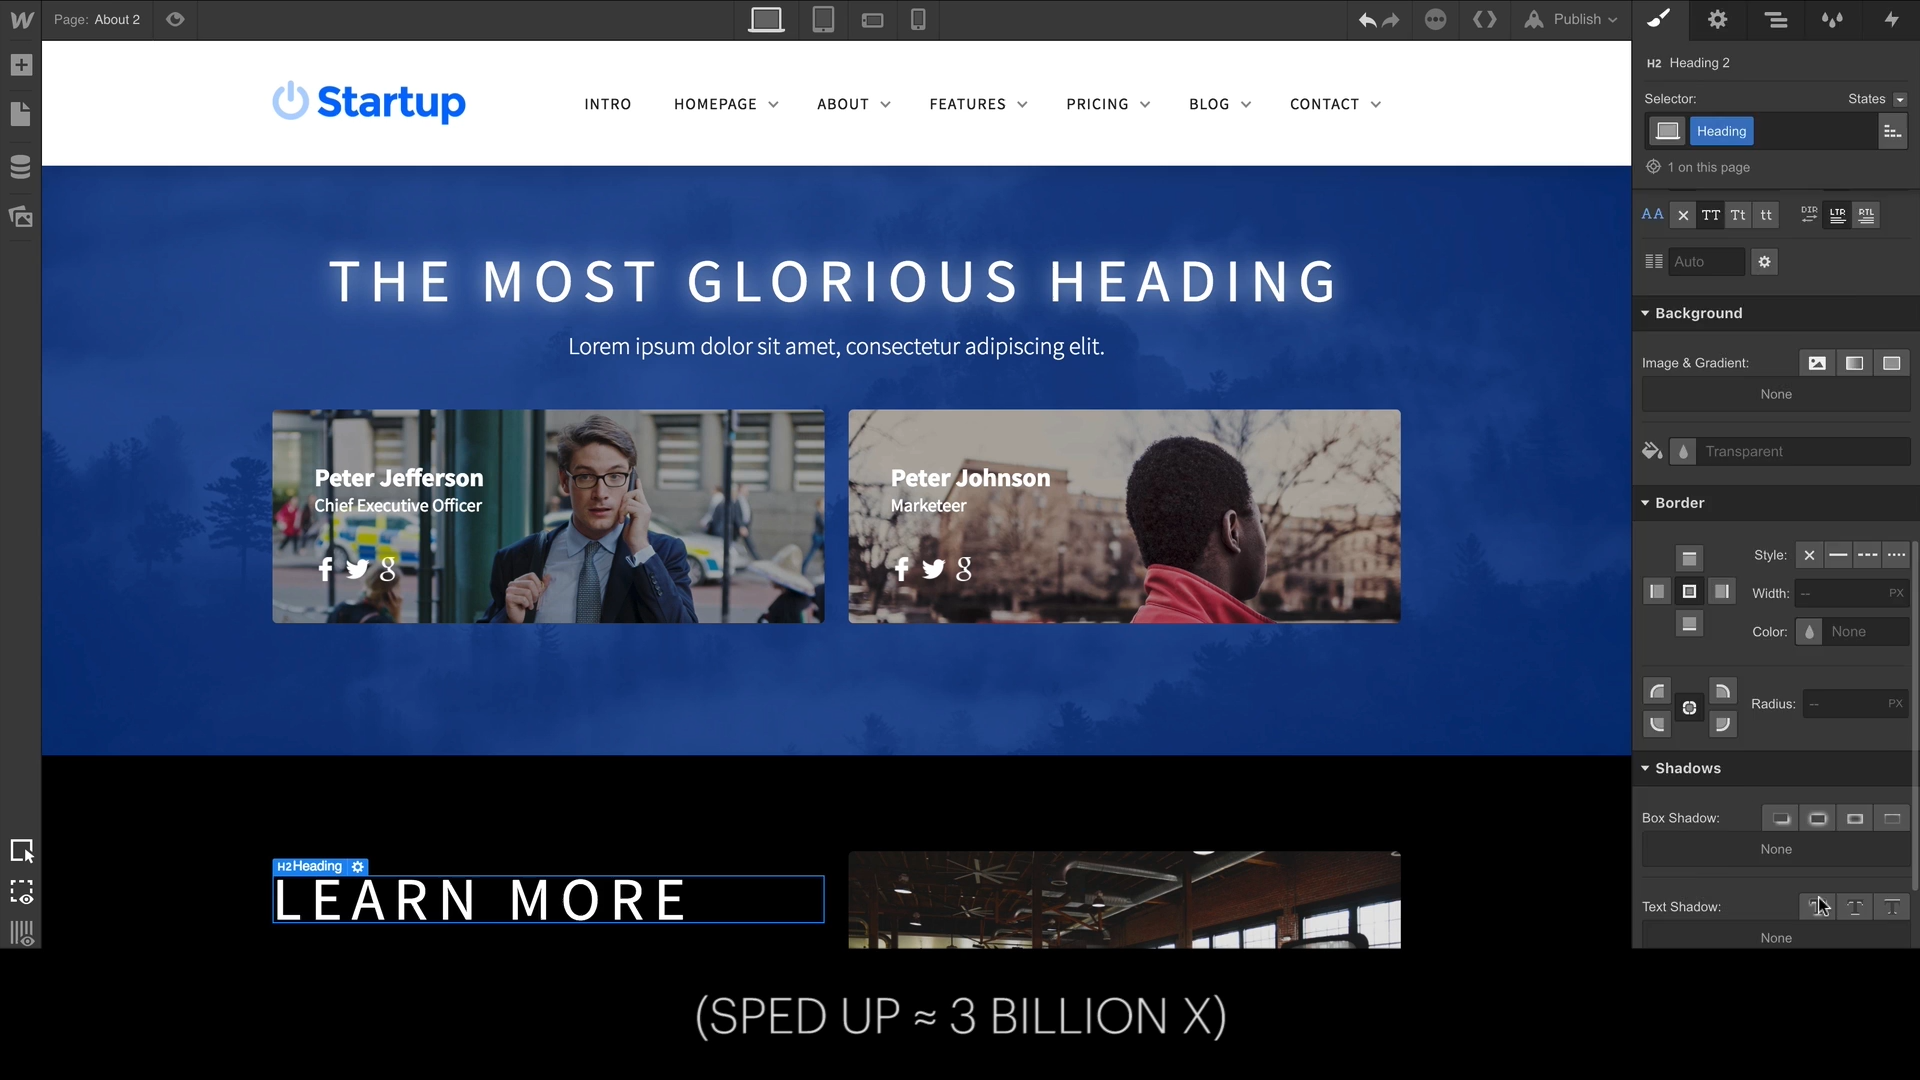 Page: About 2
Publish
Startup
INTRO HOMEPAGE ABOUT FEATURES PRICING BLOG CONTACT
THE MOST GLORIOUS HEADING
Lorem ipsum dolor sit amet, consectetur adipiscing elit.
Peter Jefferson
Chief Executive Officer
Peter Johnson
Marketeer
H2 Heading
LEARN MORE
H2 Heading 2
Selector: States
Heading
1 on this page
AA TT Tt tt DIR LTR RTL
Auto
Background
Image & Gradient:
None
Transparent
Border
Style:
Width: -- PX
Color: None
Radius: -- PX
Shadows
Box Shadow:
None
Text Shadow:
None
(SPED UP ≈ 3 BILLION X)